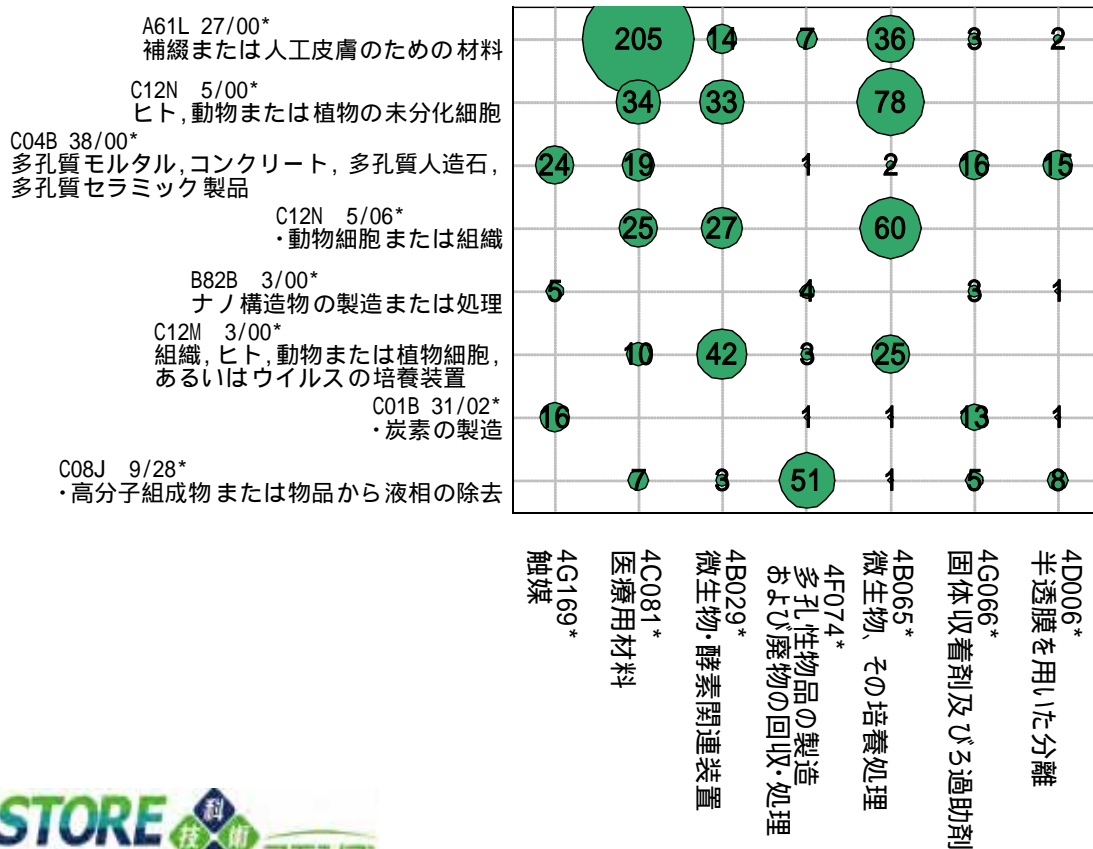 A61L 27/00*
補綴または人工皮膚のための材料
205 14 7 36 3 2
C12N 5/00*
ヒト,動物または植物の未分化細胞
34 33 78
C04B 38/00*
多孔質モルタル,コンクリート,多孔質人造石,
多孔質セラミック製品
24 19 1 2 16 15
C12N 5/06*
・動物細胞または組織
25 27 60
B82B 3/00*
ナノ構造物の製造または処理
5 4 3 1
C12M 3/00*
組織,ヒト,動物または植物細胞,
あるいはウイルスの培養装置
10 42 3 25
C01B 31/02*
・炭素の製造
16 1 1 13 1
C08J 9/28*
・高分子組成物または物品から液相の除去
7 3 51 1 5 8
4G169*
触媒
4C081*
医療用材料
4B029*
微生物・酵素関連装置
4F074*
多孔性物品の製造
および廃物の回収・処理
4B065*
微生物、その培養処理
4G066*
固体収着剤及びろ過助剤
4D006*
半透膜を用いた分離
STORE
科
技 術